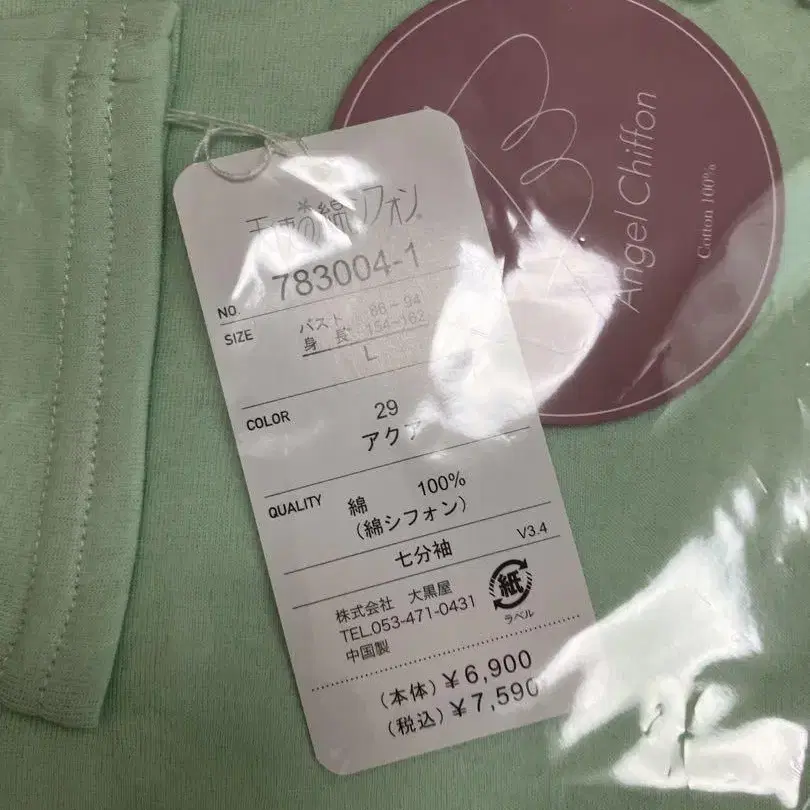 天使の綿シフォン®
NO. 783004-1
SIZE バスト 86~94
身長 154~162
L
COLOR 29
アクア
QUALITY 綿 100%
(綿シフォン)
七分袖 V3.4
株式会社 大黒屋
TEL.053-471-0431
中国製
紙
ラベル
(本体) ¥6,900
(税込) ¥7,590
Angel Chiffon
Cotton 100%